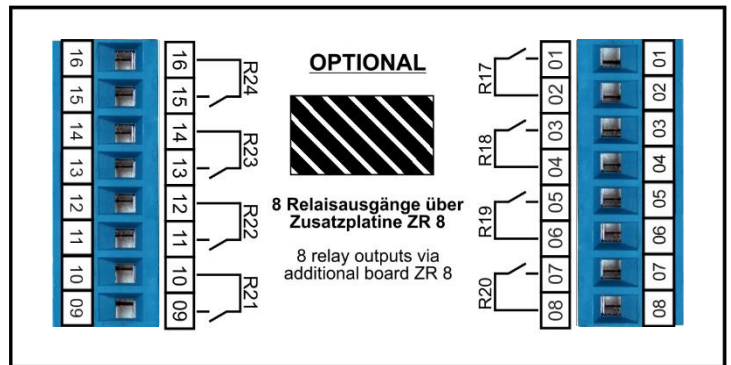 OPTIONAL
8 Relaisausgänge über
Zusatzplatine ZR 8
8 relay outputs via
additional board ZR 8
16 16
15 15
R24
14 14
13 13
R23
12 12
11 11
R22
10 10
09 09
R21
R17
01 01
02 02
R18
03 03
04 04
R19
05 05
06 06
R20
07 07
08 08